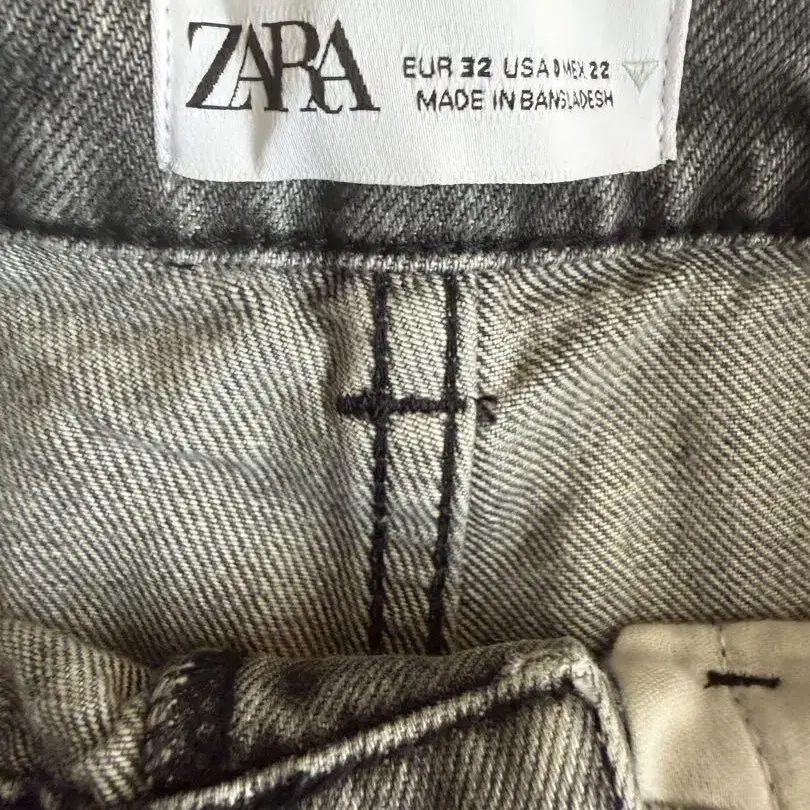 ZARA
EUR 32 USA 0 MEX 22
MADE IN BANGLADESH